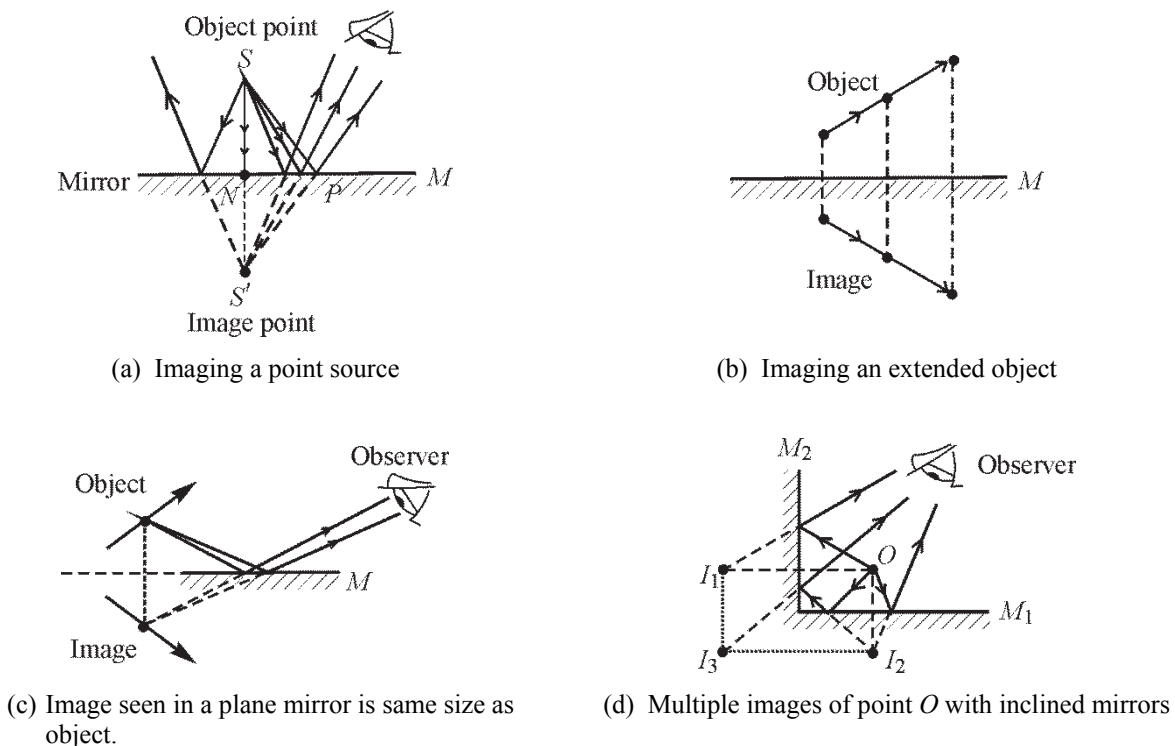 Object point
S
Mirror
N
P
M
S'
Image point
(a) Imaging a point source
Object
M
Image
(b) Imaging an extended object
Object
Observer
M
Image
(c) Image seen in a plane mirror is same size as
object.
M2
Observer
O
I1
M1
I3
I2
(d) Multiple images of point O with inclined mirrors